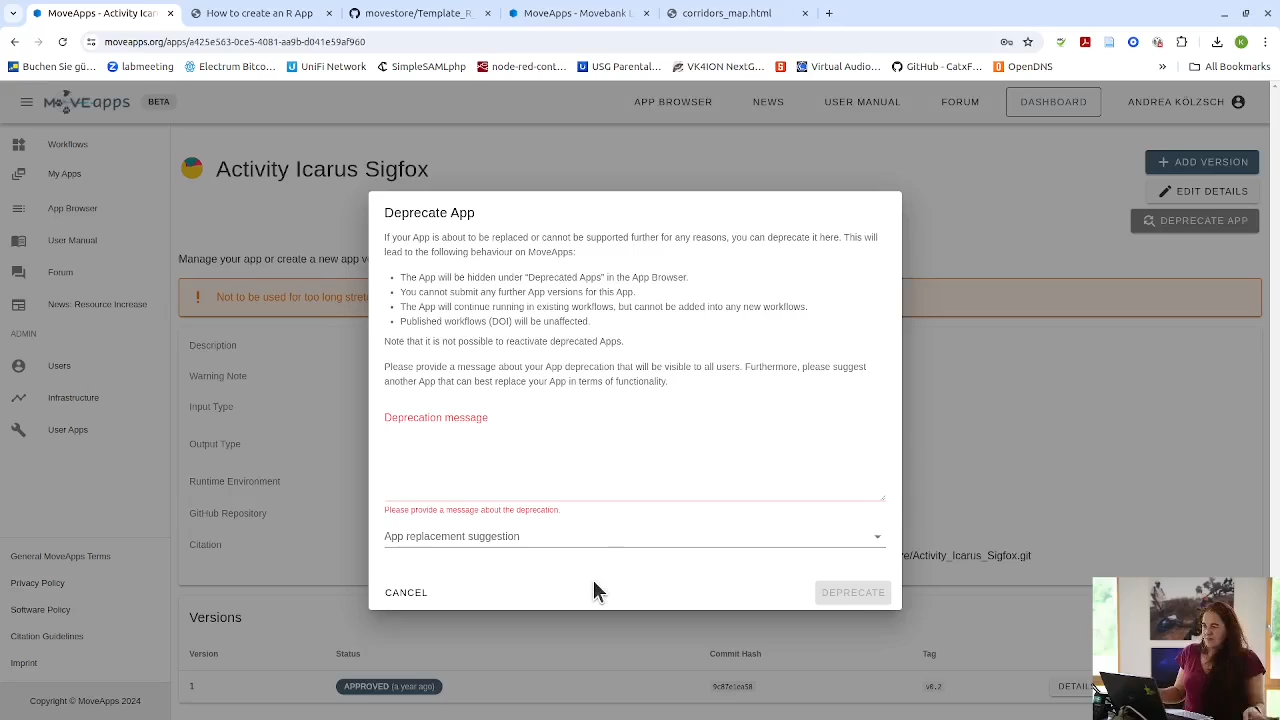 MoveApps - Activity Ican
How to create an R App
movestore/Template_
MoveApps - Movebank L
corridors_map.html
moveapps.org/apps/a425e563-0ce5-4081-aa9b-d041e59af960
Buchen Sie gü...
labmeeting
Electrum Bitco...
UniFi Network
SimpleSAMLphp
node-red-cont...
USG Parental...
VK4ION NextG...
Virtual Audio...
GitHub - CatxF...
OpenDNS
All Bookmarks
MOVEapps
BETA
APP BROWSER
NEWS
USER MANUAL
FORUM
DASHBOARD
ANDREA KÖLZSCH
Workflows
My Apps
App Browser
User Manual
Forum
News: Resource Increase
ADMIN
Users
Infrastructure
User Apps
General MoveApps Terms
Privacy Policy
Software Policy
Citation Guidelines
Imprint
Copyright © MoveApps 2024
Activity Icarus Sigfox
ADD VERSION
EDIT DETAILS
DEPRECATE APP
Manage your app or create a new app v
Not to be used for too long stret
Description
Warning Note
Input Type
Output Type
Runtime Environment
GitHub Repository
Citation
e/Activity_Icarus_Sigfox.git
Deprecate App
If your App is about to be replaced or cannot be supported further for any reasons, you can deprecate it here. This will
lead to the following behaviour on MoveApps:
• The App will be hidden under “Deprecated Apps” in the App Browser.
• You cannot submit any further App versions for this App.
• The App will continue running in existing workflows, but cannot be added into any new workflows.
• Published workflows (DOI) will be unaffected.
Note that it is not possible to reactivate deprecated Apps.
Please provide a message about your App deprecation that will be visible to all users. Furthermore, please suggest
another App that can best replace your App in terms of functionality.
Deprecation message
Please provide a message about the deprecation.
App replacement suggestion
CANCEL
DEPRECATE
Versions
Version
Status
Commit Hash
Tag
1
APPROVED (a year ago)
9c87e1ea58
v0.2
DETAILS